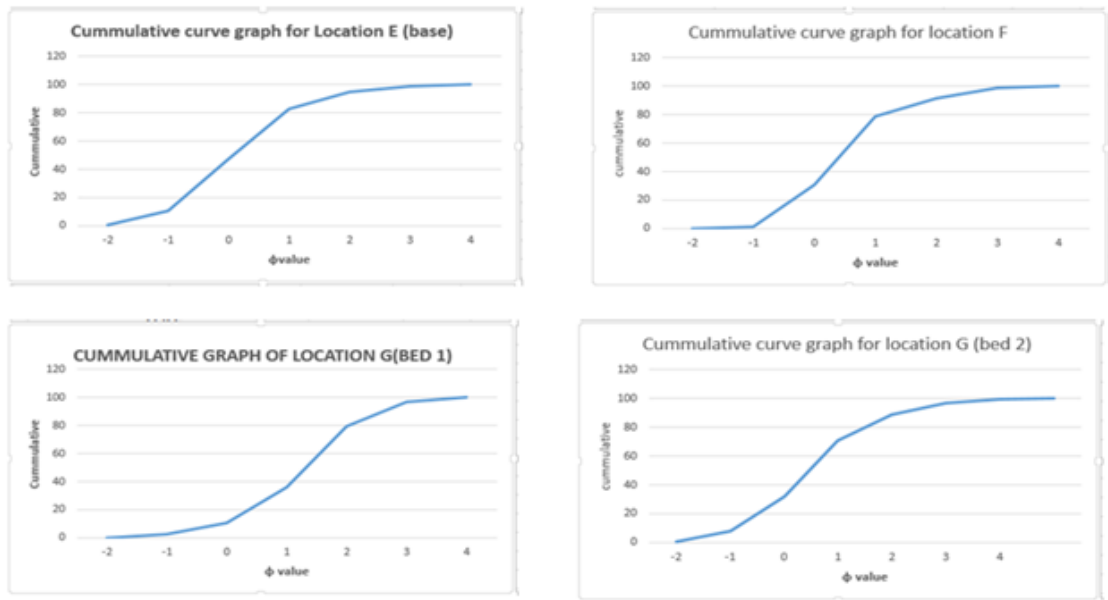 Cummulative curve graph for Location E (base)
120
100
80
60
40
20
0
Cummulative
-2 -1 0 1 2 3 4
ϕvalue
Cummulative curve graph for location F
120
100
80
60
40
20
0
cummulative
-2 -1 0 1 2 3 4
ϕ value
CUMMULATIVE GRAPH OF LOCATION G(BED 1)
120
100
80
60
40
20
0
Cummulative
-2 -1 0 1 2 3 4
ϕ value
Cummulative curve graph for location G (bed 2)
120
100
80
60
40
20
0
cummulative
-2 -1 0 1 2 3 4
ϕ value